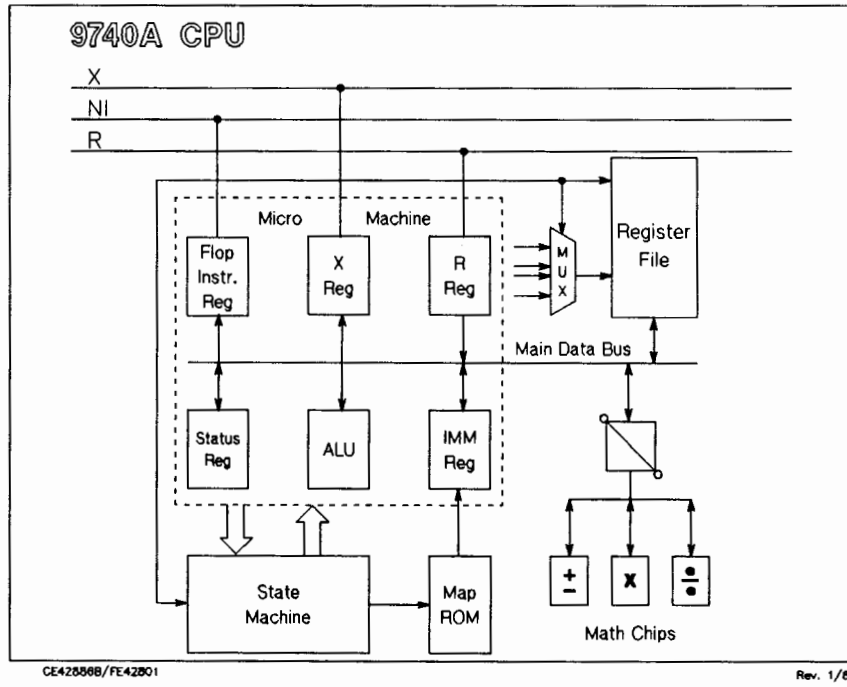 9740A CPU
X
NI
R
Micro Machine
Flop
Instr.
Reg
X
Reg
R
Reg
M
U
X
Register
File
Main Data Bus
Status
Reg
ALU
IMM
Reg
State
Machine
Map
ROM
+
−
X
÷
Math Chips
Rev. 1/8